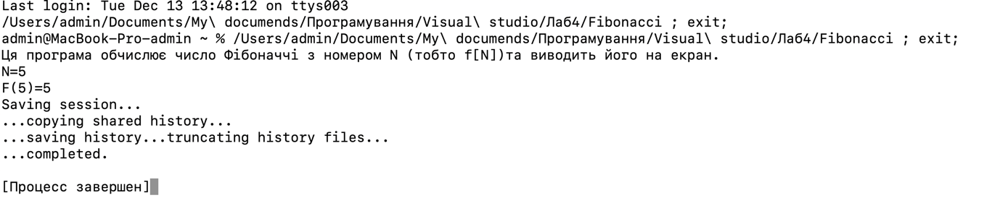 Last login: Tue Dec 13 13:48:12 on ttys003
/Users/admin/Documents/My\ documends/Програмування/Visual\ studio/Лаб4/Fibonacci ; exit;
admin@MacBook-Pro-admin ~ % /Users/admin/Documents/My\ documends/Програмування/Visual\ studio/Лаб4/Fibonacci ; exit;
Ця програма обчислює число Фібоначчі з номером N (тобто f[N])та виводить його на екран.
N=5
F(5)=5
Saving session...
...copying shared history...
...saving history...truncating history files...
...completed.
[Процесс завершен]